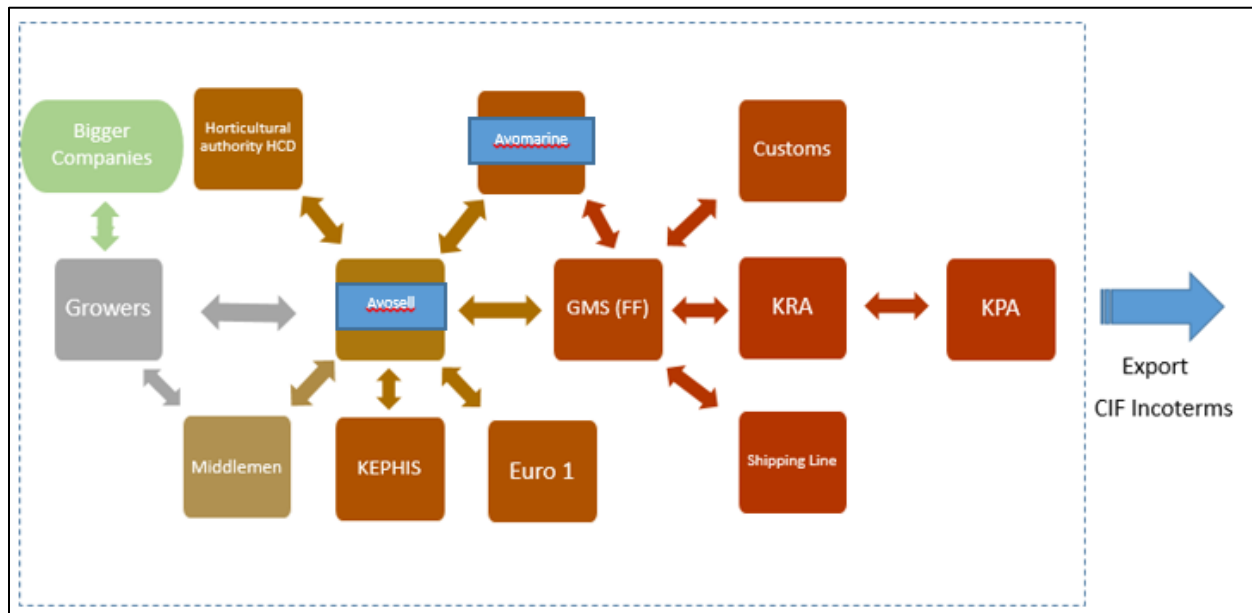 Bigger
Companies
Horticultural
authority HCD
Avomarine
Customs
Growers
Avosell
GMS (FF)
KRA
KPA
Export
CIF Incoterms
Middlemen
KEPHIS
Euro 1
Shipping Line